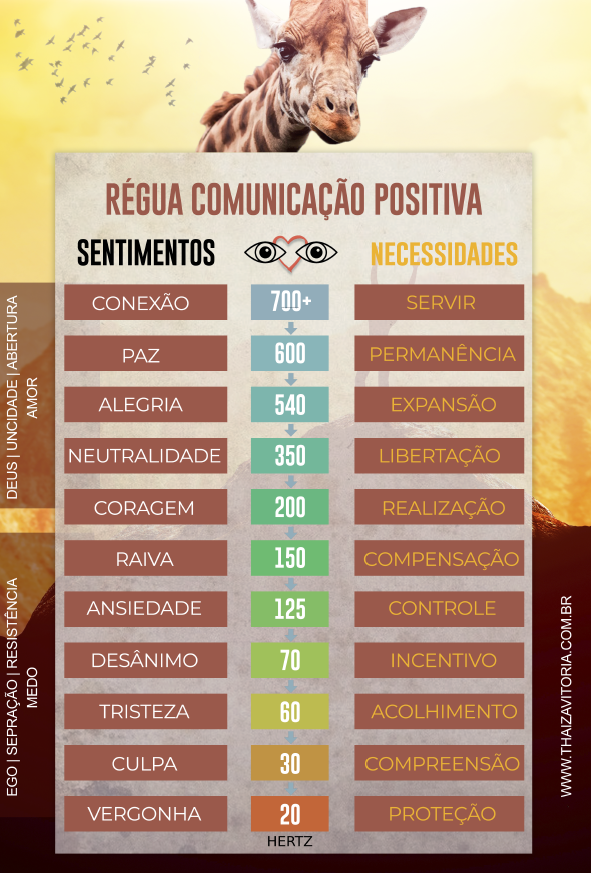 RÉGUA COMUNICAÇÃO POSITIVA
SENTIMENTOS NECESSIDADES
CONEXÃO 700+ SERVIR
PAZ 600 PERMANÊNCIA
ALEGRIA 540 EXPANSÃO
NEUTRALIDADE 350 LIBERTAÇÃO
CORAGEM 200 REALIZAÇÃO
RAIVA 150 COMPENSAÇÃO
ANSIEDADE 125 CONTROLE
DESÂNIMO 70 INCENTIVO
TRISTEZA 60 ACOLHIMENTO
CULPA 30 COMPREENSÃO
VERGONHA 20 PROTEÇÃO
HERTZ
DEUS | UNCIDADE | ABERTURA
AMOR
EGO | SEPRAÇÃO | RESISTÊNCIA
MEDO
WWW.THAIZAVITORIA.COM.BR